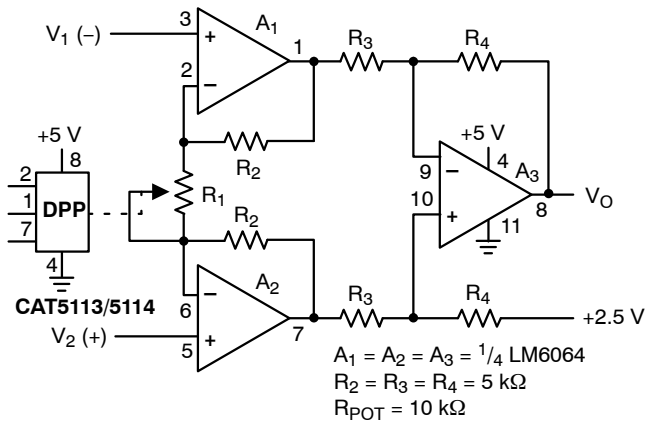 V1 (–)
3
+
A1
1
R3
R4
2
–
+5 V
8
R2
+5 V
4
A3
9
–
2
1
7
DPP
R1
10
+
8
VO
R2
11
4
CAT5113/5114
6
–
A2
7
R3
R4
+2.5 V
V2 (+)
5
+
A1 = A2 = A3 = 1/4 LM6064
R2 = R3 = R4 = 5 kΩ
RPOT = 10 kΩ